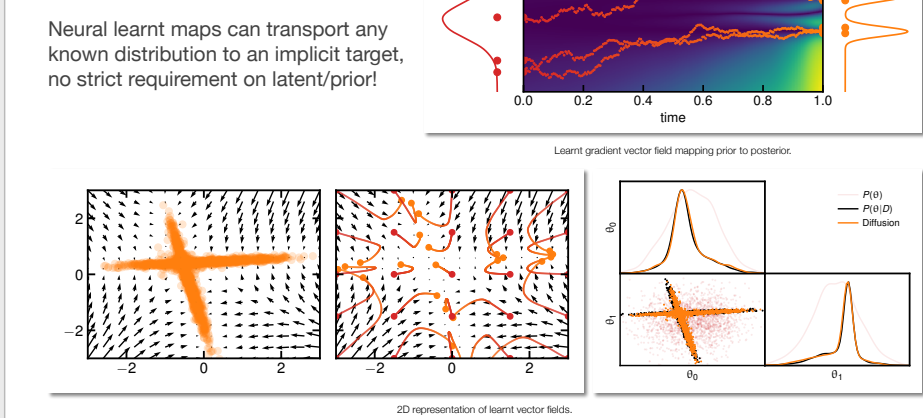 Neural learnt maps can transport any
known distribution to an implicit target,
no strict requirement on latent/prior!
0.0 0.2 0.4 0.6 0.8 1.0
time
Learnt gradient vector field mapping prior to posterior.
2
0
−2
−2 0 2
−2 0 2
θ₀
P(θ)
P(θ|D)
Diffusion
θ₁
θ₀
θ₁
2D representation of learnt vector fields.